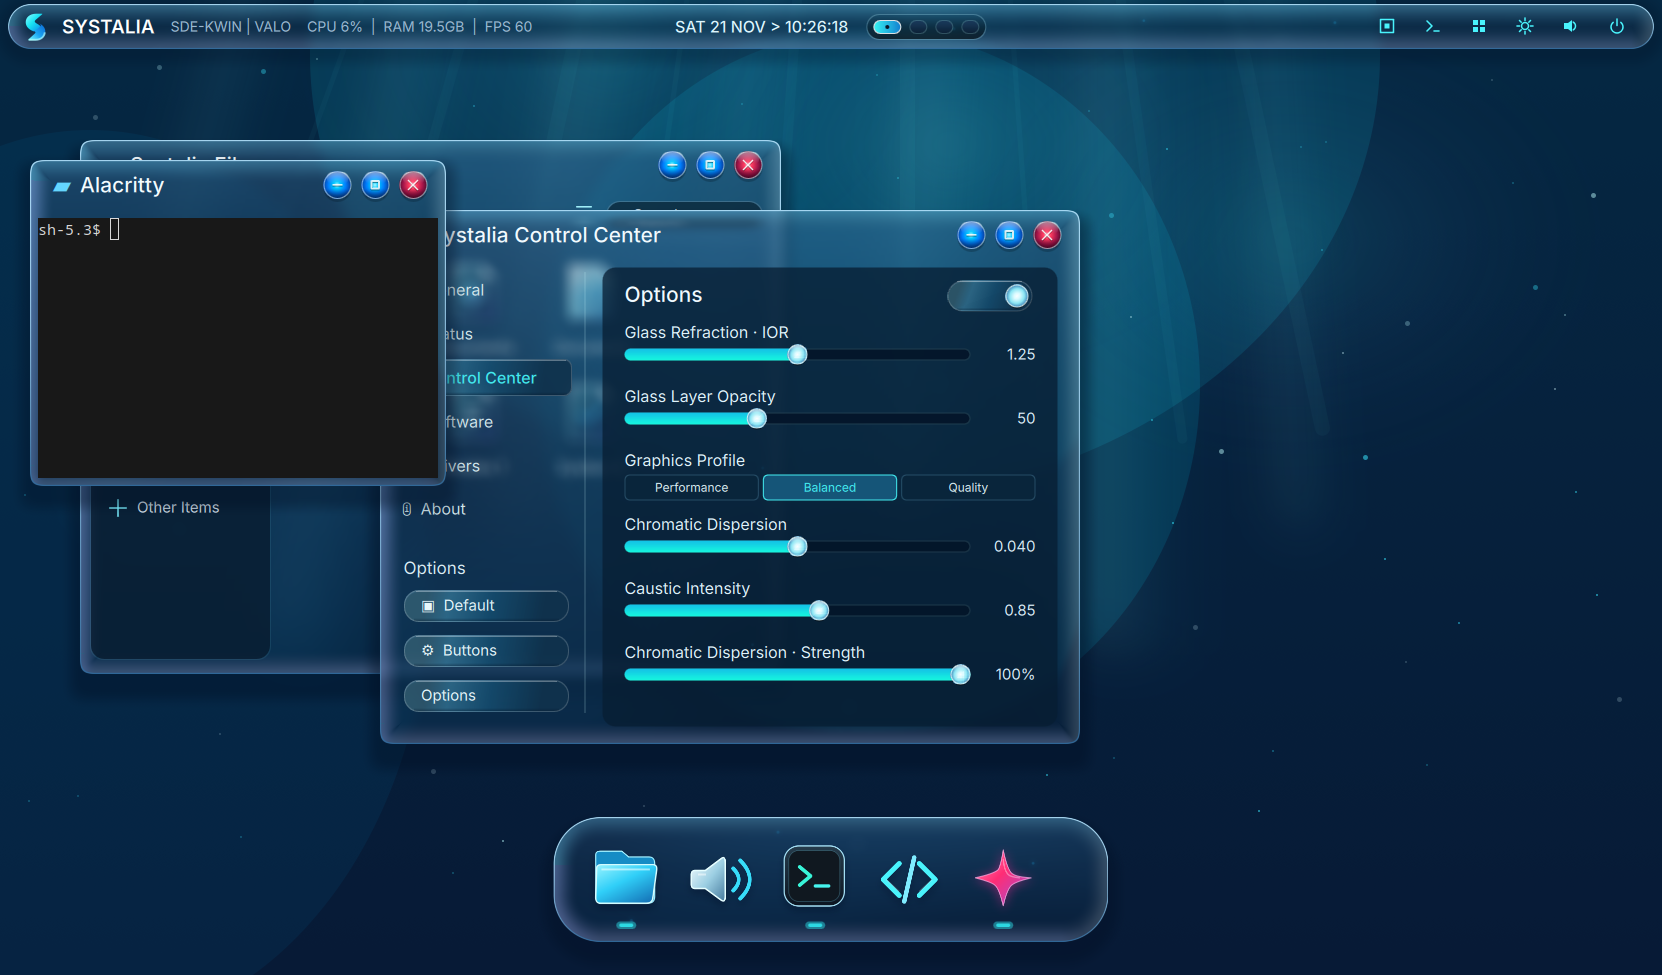 SYSTALIA SDE-KWIN | VALO CPU 6% | RAM 19.5GB | FPS 60 SAT 21 NOV > 10:26:18
Alacritty
sh-5.3$
Other Items
ystalia Control Center
neral
atus
ntrol Center
ftware
ivers
About
Options
Default
Buttons
Options
Options
Glass Refraction · IOR
1.25
Glass Layer Opacity
50
Graphics Profile
Performance Balanced Quality
Chromatic Dispersion
0.040
Caustic Intensity
0.85
Chromatic Dispersion · Strength
100%